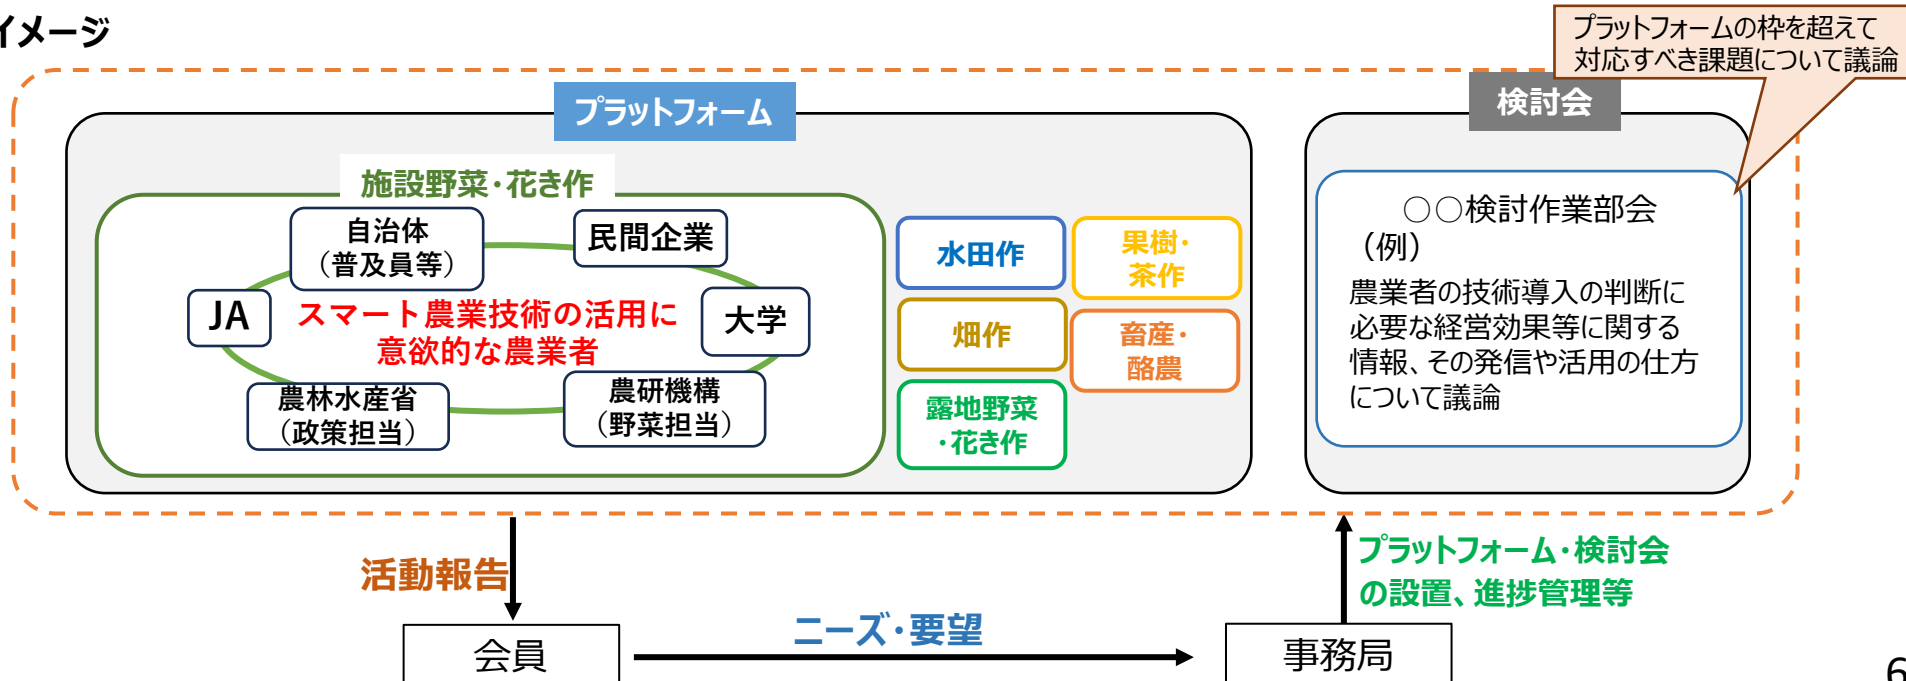 イメージ
プラットフォームの枠を超えて
対応すべき課題について議論
プラットフォーム
検討会
施設野菜・花き作
自治体
（普及員等）
民間企業
JA
スマート農業技術の活用に
意欲的な農業者
大学
農林水産省
（政策担当）
農研機構
（野菜担当）
水田作
果樹・
茶作
畑作
畜産・
酪農
露地野菜
・花き作
○○検討作業部会
（例）
農業者の技術導入の判断に
必要な経営効果等に関する
情報、その発信や活用の仕方
について議論
活動報告
プラットフォーム・検討会
の設置、進捗管理等
ニーズ・要望
会員
事務局
6